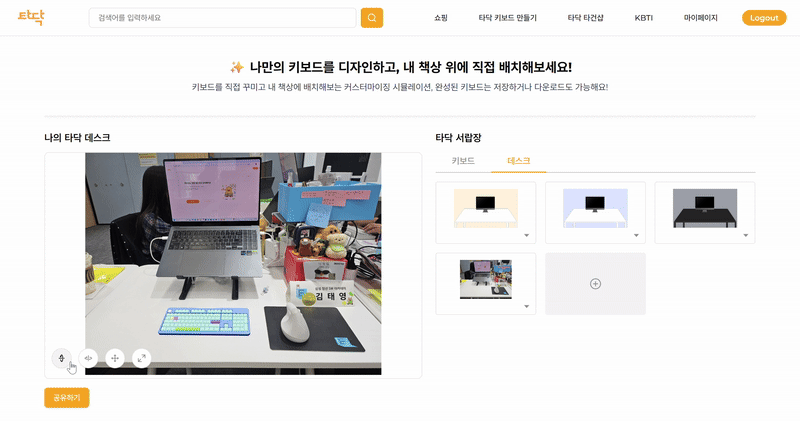 타닥
검색어를 입력하세요
쇼핑
타닥 키보드 만들기
타닥 타건샵
KBTI
마이페이지
Logout
✨ 나만의 키보드를 디자인하고, 내 책상 위에 직접 배치해보세요!
키보드를 직접 꾸미고 내 책상에 배치해보는 커스터마이징 시뮬레이션, 완성된 키보드는 저장하거나 다운로드도 가능해요!
나의 타닥 데스크
타닥 서랍장
키보드
데스크
김태영
공유하기